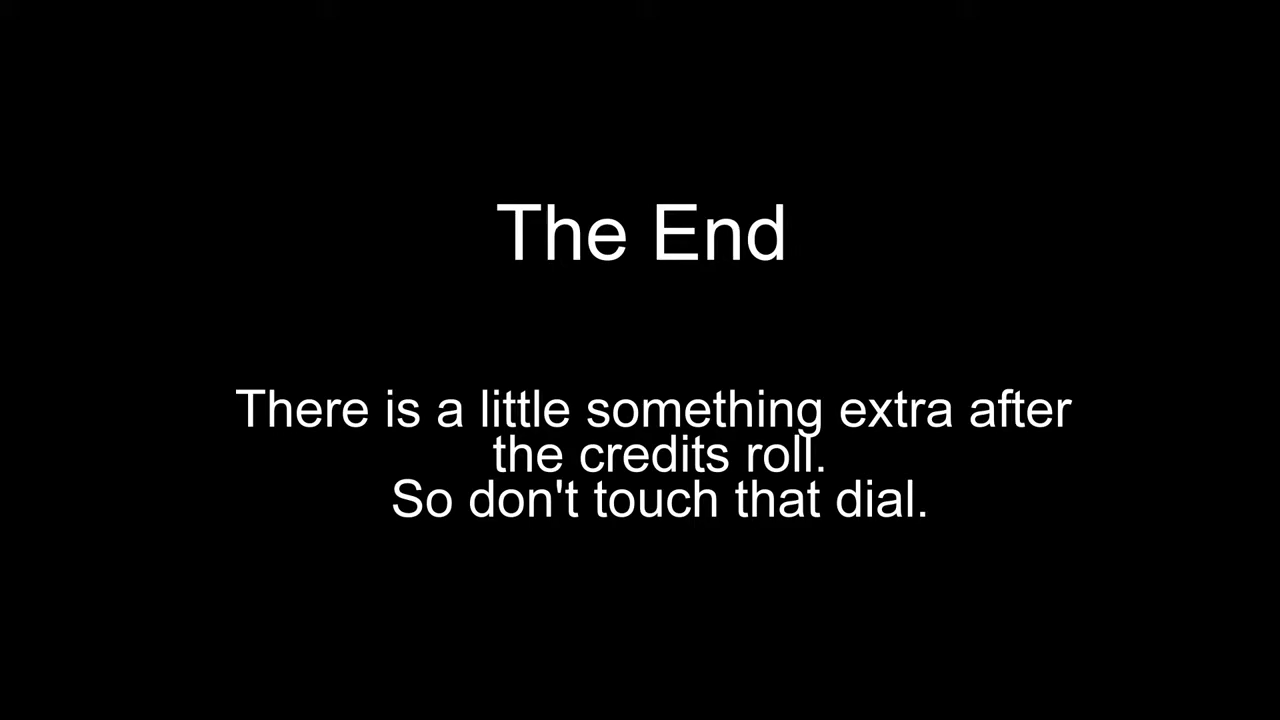 The End
There is a little something extra after
the credits roll.
So don't touch that dial.